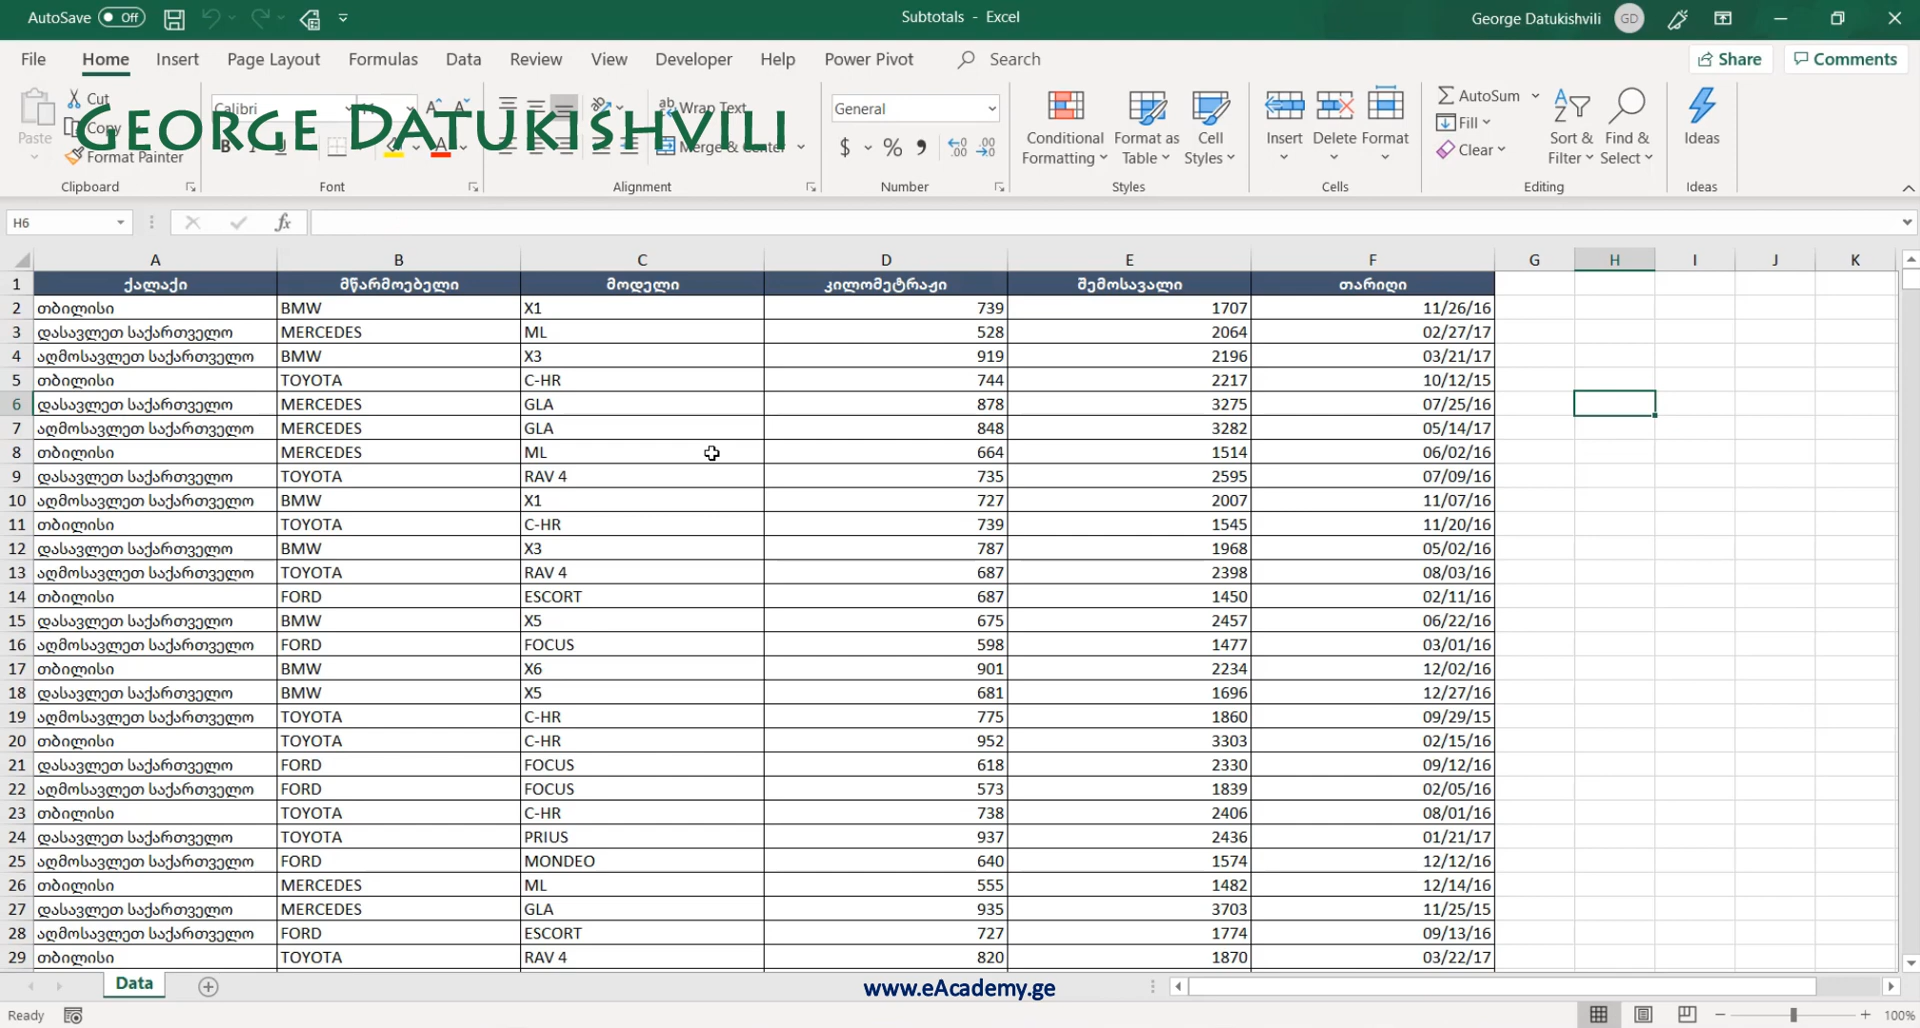 AutoSave Off Subtotals - Excel George Datukishvili GD
File Home Insert Page Layout Formulas Data Developer Review View Help Power Pivot Search Share Comments
Paste Cut Copy Format Painter Clipboard
Calibri 11 B I U A Font
Wrap Text Merge & Center Alignment
General $ % Number
Conditional Formatting Format as Table Cell Styles Styles
Insert Delete Format Cells
AutoSum Fill Clear Sort & Filter Find & Select Editing
Ideas Ideas
GEORGE DATUKISHVILI
H6 fx
A B C D E F G H I J K
1 ქალაქი მწარმოებელი მოდელი კილომეტრაჟი შემოსავალი თარიღი
2 თბილისი BMW X1 739 1707 11/26/16
3 დასავლეთ საქართველო MERCEDES ML 528 2064 02/27/17
4 აღმოსავლეთ საქართველო BMW X3 919 2196 03/21/17
5 თბილისი TOYOTA C-HR 744 2217 10/12/15
6 დასავლეთ საქართველო MERCEDES GLA 878 3275 07/25/16
7 აღმოსავლეთ საქართველო MERCEDES GLA 848 3282 05/14/17
8 თბილისი MERCEDES ML 664 1514 06/02/16
9 დასავლეთ საქართველო TOYOTA RAV 4 735 2595 07/09/16
10 აღმოსავლეთ საქართველო BMW X1 727 2007 11/07/16
11 თბილისი TOYOTA C-HR 739 1545 11/20/16
12 დასავლეთ საქართველო BMW X3 787 1968 05/02/16
13 აღმოსავლეთ საქართველო TOYOTA RAV 4 687 2398 08/03/16
14 თბილისი FORD ESCORT 687 1450 02/11/16
15 დასავლეთ საქართველო BMW X5 675 2457 06/22/16
16 აღმოსავლეთ საქართველო FORD FOCUS 598 1477 03/01/16
17 თბილისი BMW X6 901 2234 12/02/16
18 დასავლეთ საქართველო BMW X5 681 1696 12/27/16
19 აღმოსავლეთ საქართველო TOYOTA C-HR 775 1860 09/29/15
20 თბილისი TOYOTA C-HR 952 3303 02/15/16
21 დასავლეთ საქართველო FORD FOCUS 618 2330 09/12/16
22 აღმოსავლეთ საქართველო FORD FOCUS 573 1839 02/05/16
23 თბილისი TOYOTA C-HR 738 2406 08/01/16
24 დასავლეთ საქართველო TOYOTA PRIUS 937 2436 01/21/17
25 აღმოსავლეთ საქართველო FORD MONDEO 640 1574 12/12/16
26 თბილისი MERCEDES ML 555 1482 12/14/16
27 დასავლეთ საქართველო MERCEDES GLA 935 3703 11/25/15
28 აღმოსავლეთ საქართველო FORD ESCORT 727 1774 09/13/16
29 თბილისი TOYOTA RAV 4 820 1870 03/22/17
Data www.eAcademy.ge
Ready 100%